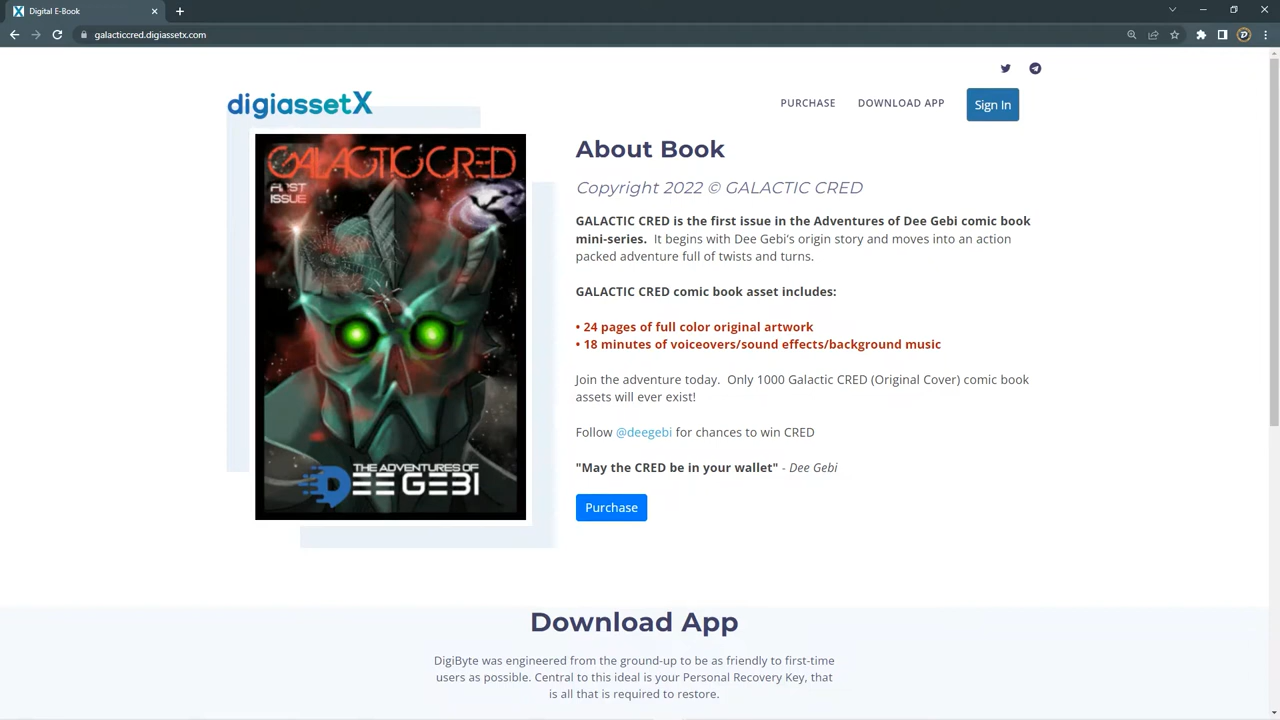 Digital E-Book
galacticcred.digiassetx.com
digiassetX
PURCHASE
DOWNLOAD APP
Sign In
GALACTIC CRED
FIRST
ISSUE
THE ADVENTURES OF
DEE GEBI
About Book
Copyright 2022 © GALACTIC CRED
GALACTIC CRED is the first issue in the Adventures of Dee Gebi comic book
mini-series. It begins with Dee Gebi's origin story and moves into an action
packed adventure full of twists and turns.
GALACTIC CRED comic book asset includes:
• 24 pages of full color original artwork
• 18 minutes of voiceovers/sound effects/background music
Join the adventure today. Only 1000 Galactic CRED (Original Cover) comic book
assets will ever exist!
Follow @deegebi for chances to win CRED
"May the CRED be in your wallet" - Dee Gebi
Purchase
Download App
DigiByte was engineered from the ground-up to be as friendly to first-time
users as possible. Central to this ideal is your Personal Recovery Key, that
is all that is required to restore.